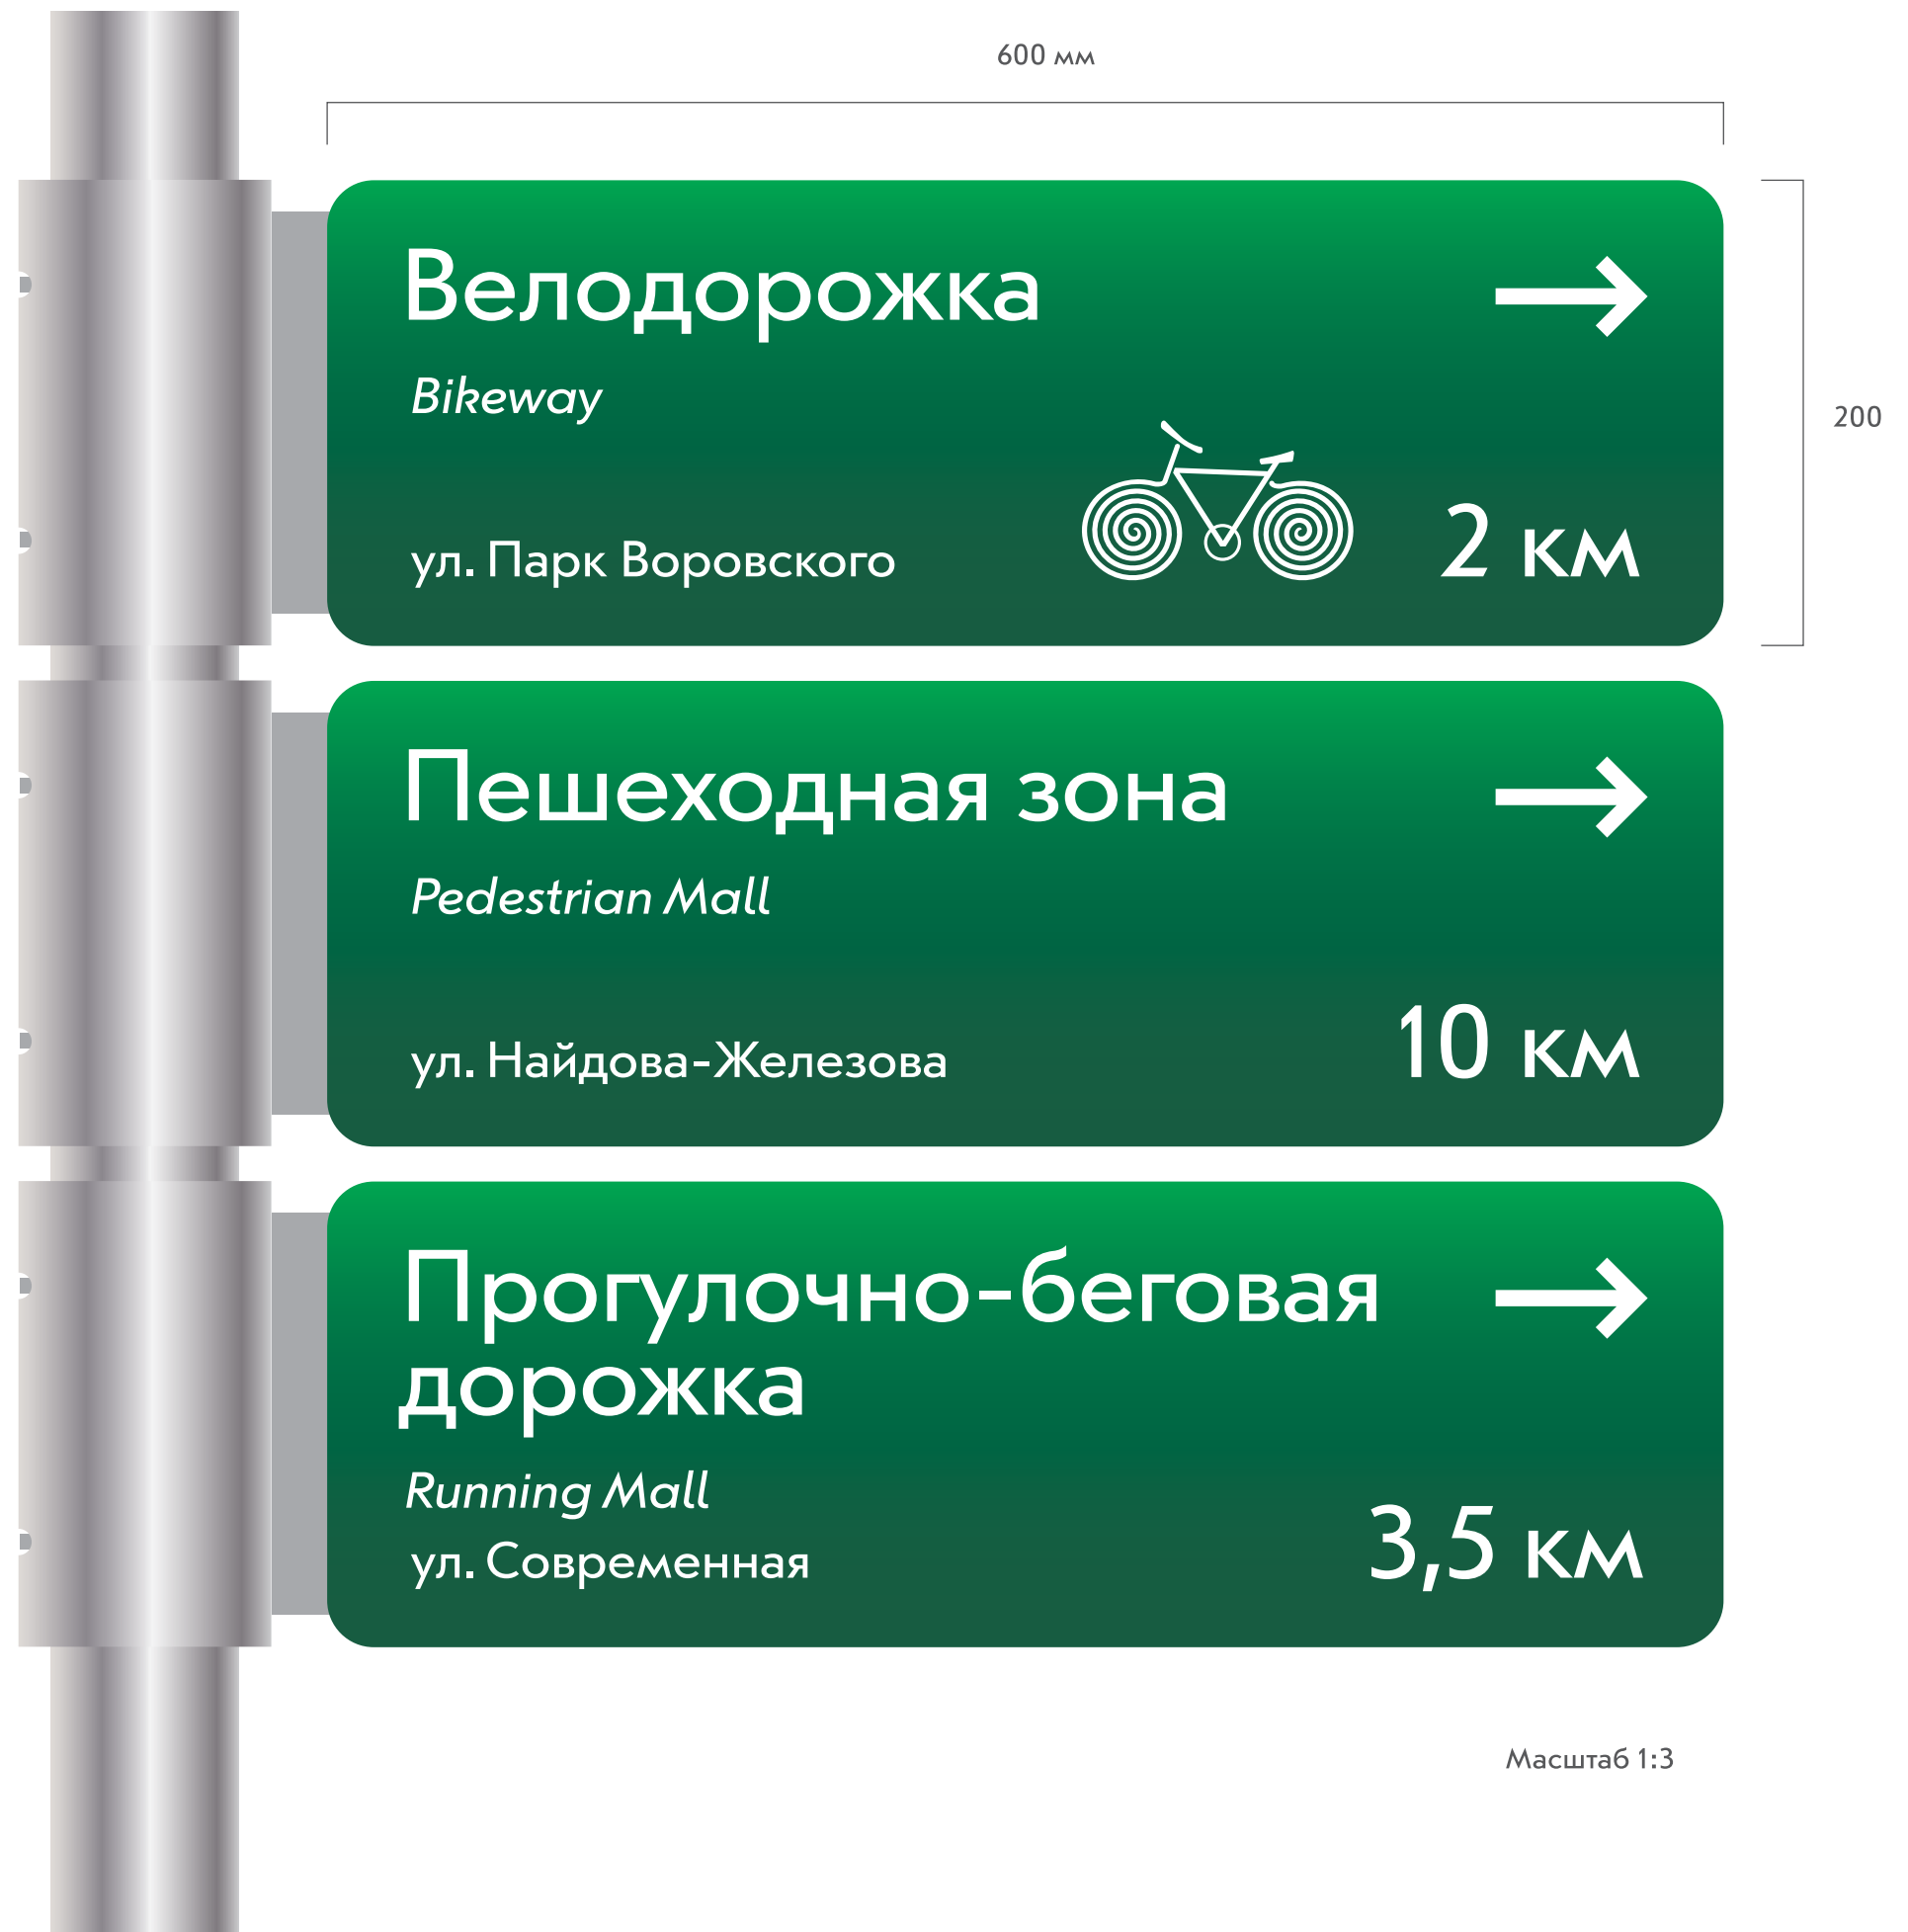 600 мм
Велодорожка
Bikeway
200
ул. Парк Воровского
2 км
Пешеходная зона
Pedestrian Mall
ул. Найдова-Железова
10 км
Прогулочно-беговая
дорожка
Running Mall
ул. Современная
3,5 км
Масштаб 1:3